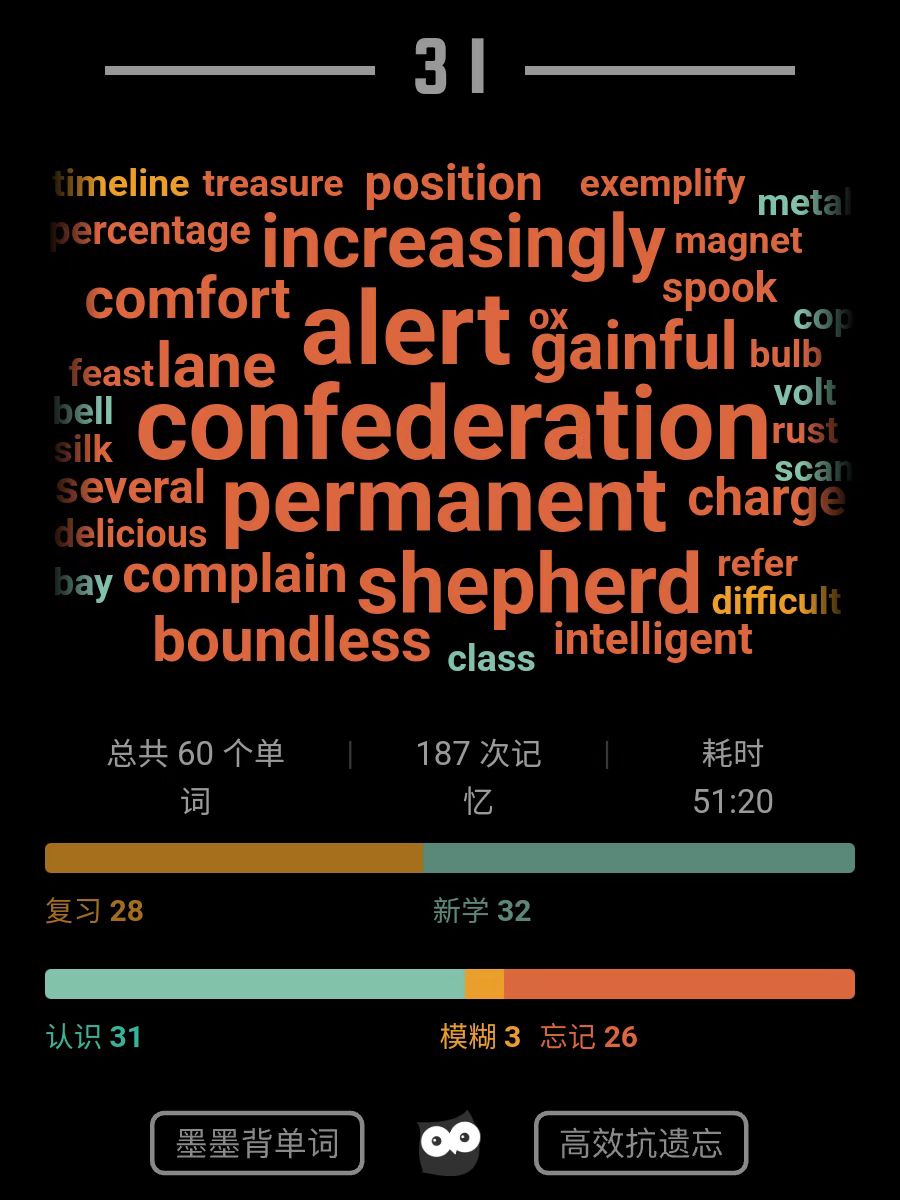 31
timeline treasure position exemplify
metal
percentage increasingly magnet
comfort spook
alert ox cop
feast lane gainful bulb
bell volt
confederation rust
silk scan
several permanent charge
delicious
bay complain shepherd refer
difficult
boundless class intelligent
总共 60 个单词
187 次记忆
耗时 51:20
复习 28 新学 32
认识 31 模糊 3 忘记 26
墨墨背单词 高效抗遗忘